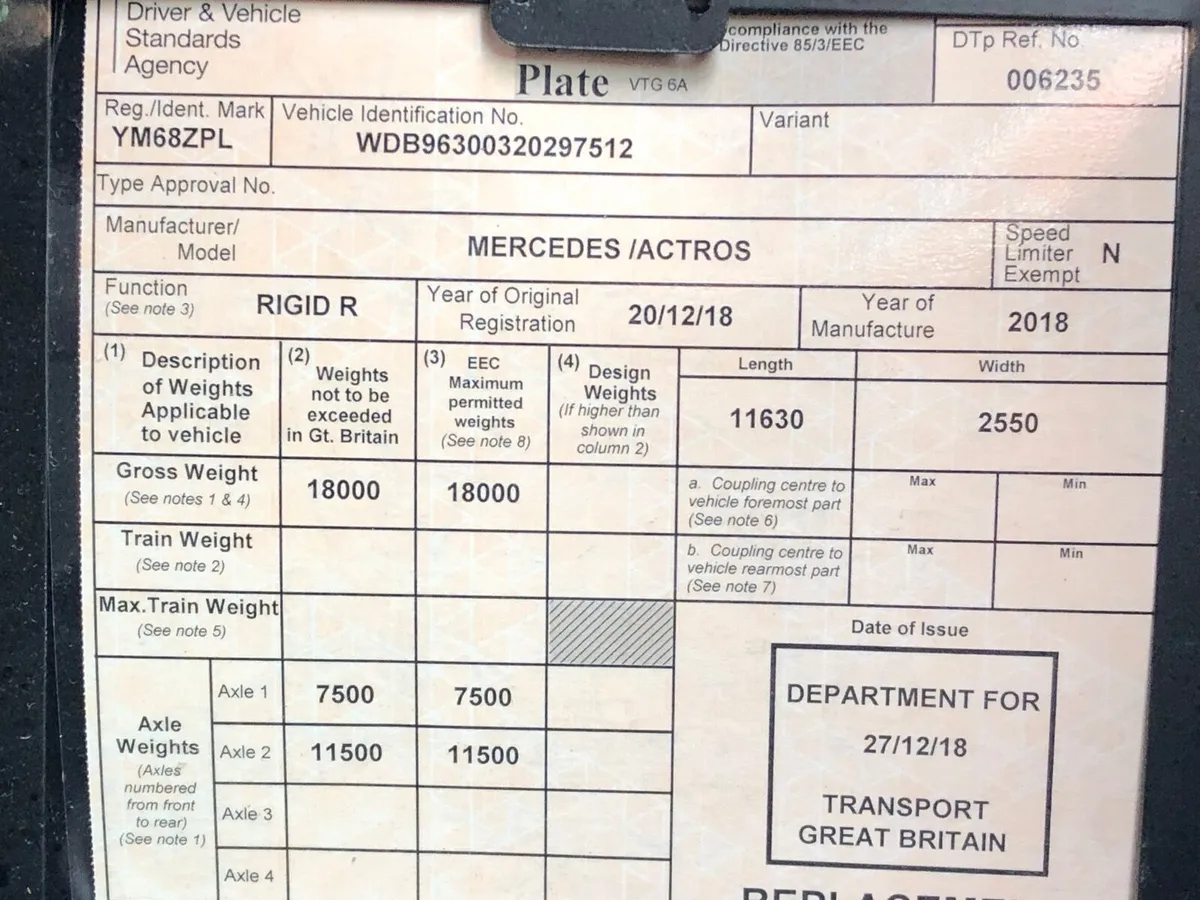 Driver & Vehicle
Standards
Agency
Plate VTG 6A
compliance with the
Directive 85/3/EEC
DTp Ref. No
006235
Reg./Ident. Mark
YM68ZPL
Vehicle Identification No.
WDB96300320297512
Variant
Type Approval No.
Manufacturer/
Model
MERCEDES /ACTROS
Speed
Limiter
Exempt
N
Function
(See note 3)
RIGID R
Year of Original
Registration
20/12/18
Year of
Manufacture
2018
(1) Description
of Weights
Applicable
to vehicle
(2)
Weights
not to be
exceeded
in Gt. Britain
(3) EEC
Maximum
permitted
weights
(See note 8)
(4) Design
Weights
(If higher than
shown in
column 2)
Length
11630
Width
2550
Gross Weight
(See notes 1 & 4)
18000
18000
a. Coupling centre to
vehicle foremost part
(See note 6)
Max
Min
Train Weight
(See note 2)
b. Coupling centre to
vehicle rearmost part
(See note 7)
Max
Min
Max.Train Weight
(See note 5)
Date of Issue
DEPARTMENT FOR
27/12/18
TRANSPORT
GREAT BRITAIN
Axle
Weights
(Axles
numbered
from front
to rear)
(See note 1)
Axle 1
7500
7500
Axle 2
11500
11500
Axle 3
Axle 4